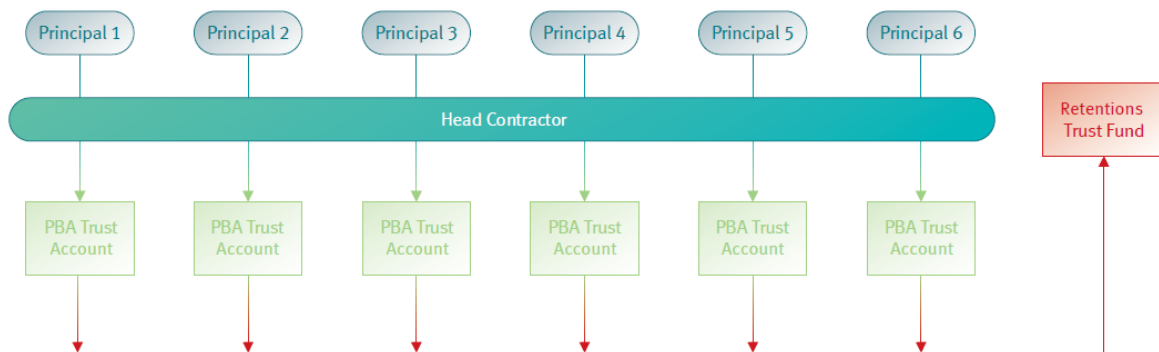 Principal 1
Principal 2
Principal 3
Principal 4
Principal 5
Principal 6
Head Contractor
Retentions
Trust Fund
PBA Trust
Account
PBA Trust
Account
PBA Trust
Account
PBA Trust
Account
PBA Trust
Account
PBA Trust
Account